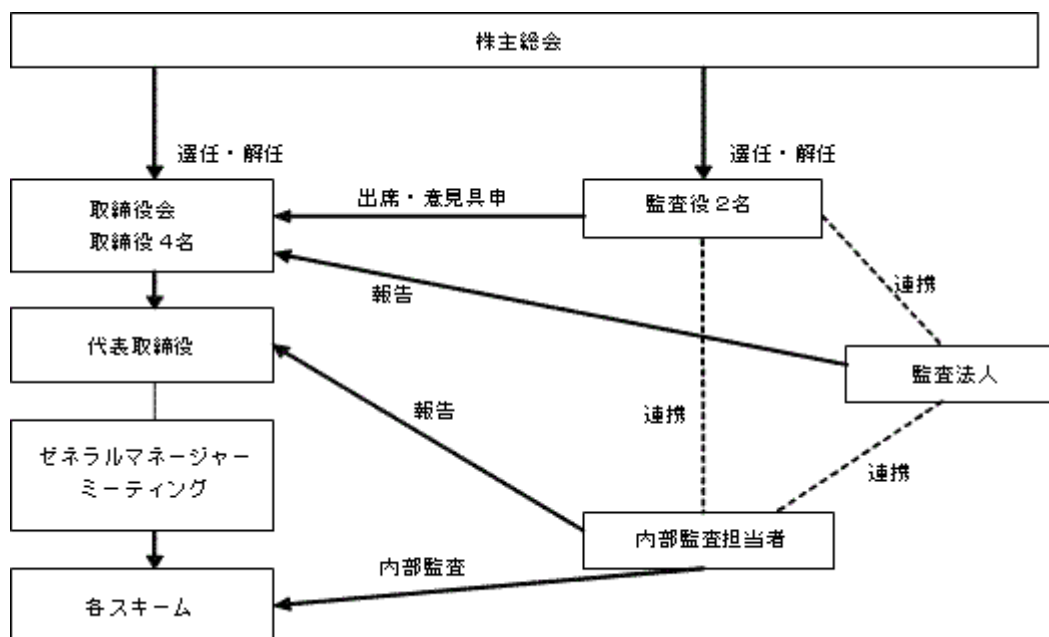 株主総会
選任・解任
選任・解任
取締役会
取締役４名
出席・意見具申
監査役２名
報告
連携
代表取締役
監査法人
報告
連携
連携
ゼネラルマネージャー
ミーティング
内部監査担当者
内部監査
各スキーム